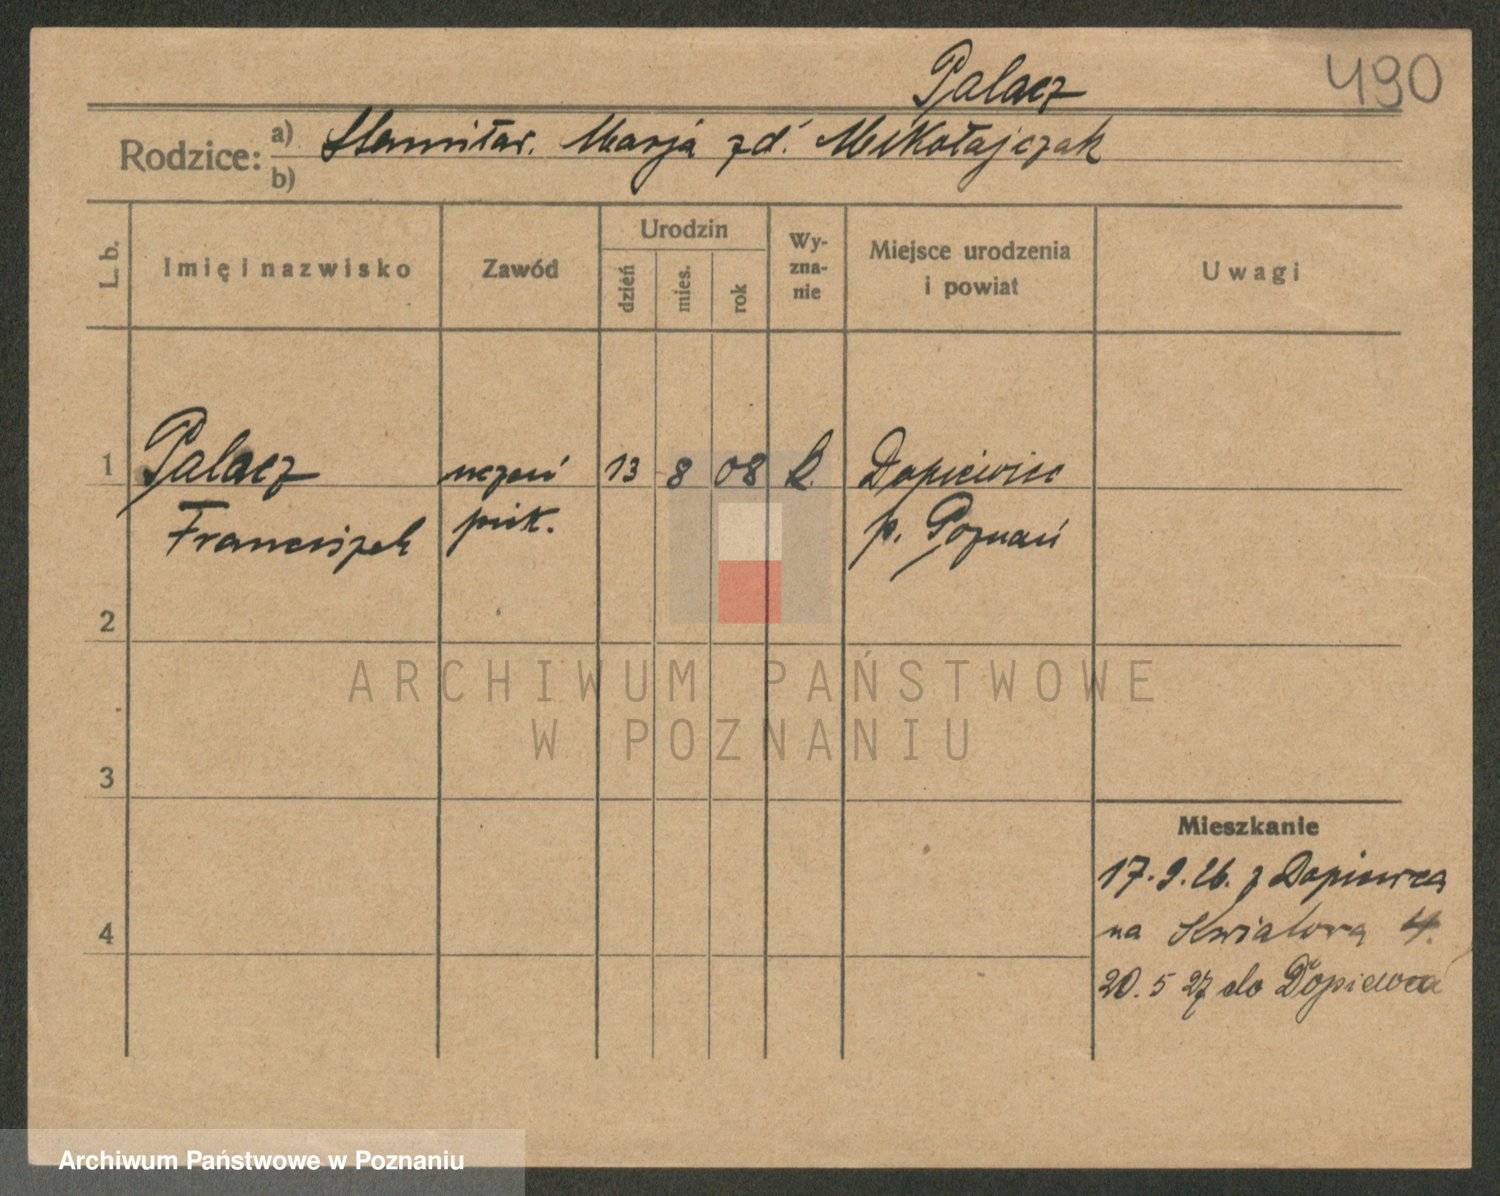 Palacz
490
Rodzice: a) Stanisław. Marja zd. Mikołajczak
b)
L. b.
Imię i nazwisko
Zawód
Urodzin
dzień
mies.
rok
Wy-
zna-
nie
Miejsce urodzenia
i powiat
Uwagi
1 Palacz uczeń 13 8 08 k. Dopiewiec
Franciszek piek. p. Poznań
2
ARCHIWUM PAŃSTWOWE
W POZNANIU
3
Mieszkanie
17.9.26. z Dopiewca
4 na Kwiatową 4.
20.5 27 do Dopiewca
Archiwum Państwowe w Poznaniu